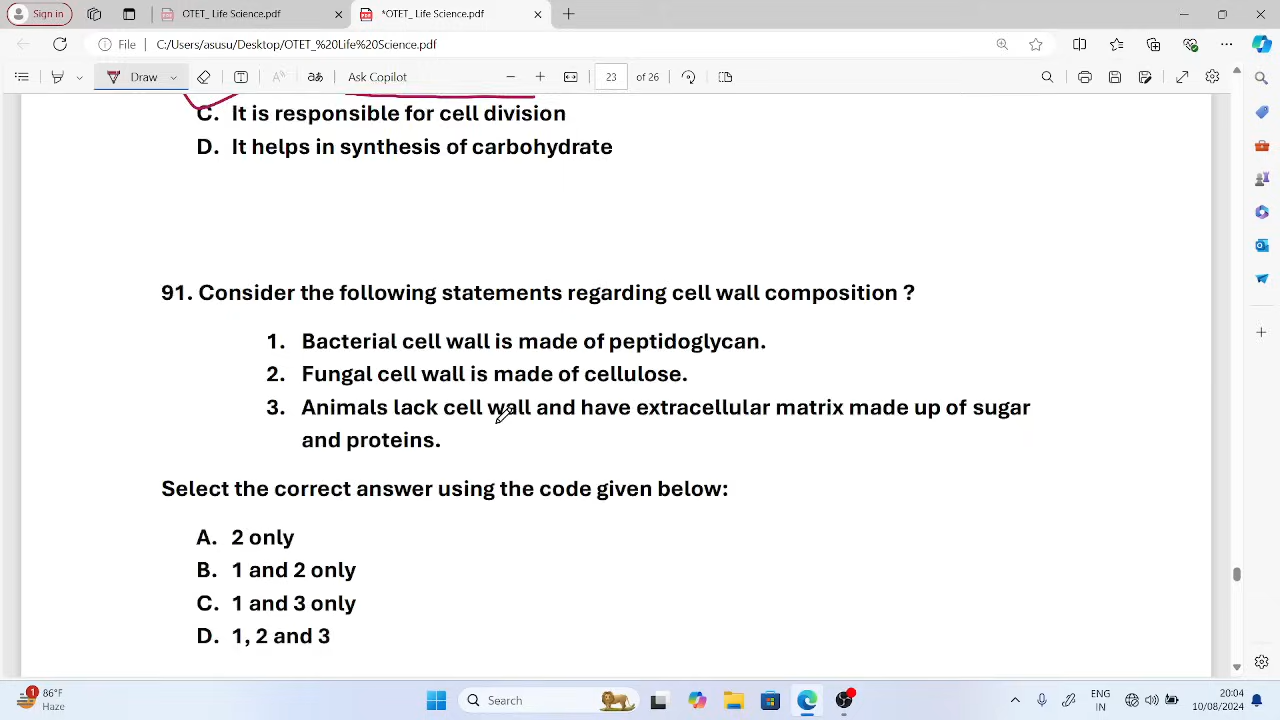 Sign in
OTET_Life Science.pdf
*OTET_Life Science.pdf
File
C:/Users/asusu/Desktop/OTET_%20Life%20Science.pdf
Draw
Ask Copilot
23 of 26
C. It is responsible for cell division
D. It helps in synthesis of carbohydrate
91. Consider the following statements regarding cell wall composition ?
1. Bacterial cell wall is made of peptidoglycan.
2. Fungal cell wall is made of cellulose.
3. Animals lack cell wall and have extracellular matrix made up of sugar
and proteins.
Select the correct answer using the code given below:
A. 2 only
B. 1 and 2 only
C. 1 and 3 only
D. 1, 2 and 3
1
86°F
Haze
Search
ENG
IN
20:04
10/08/2024